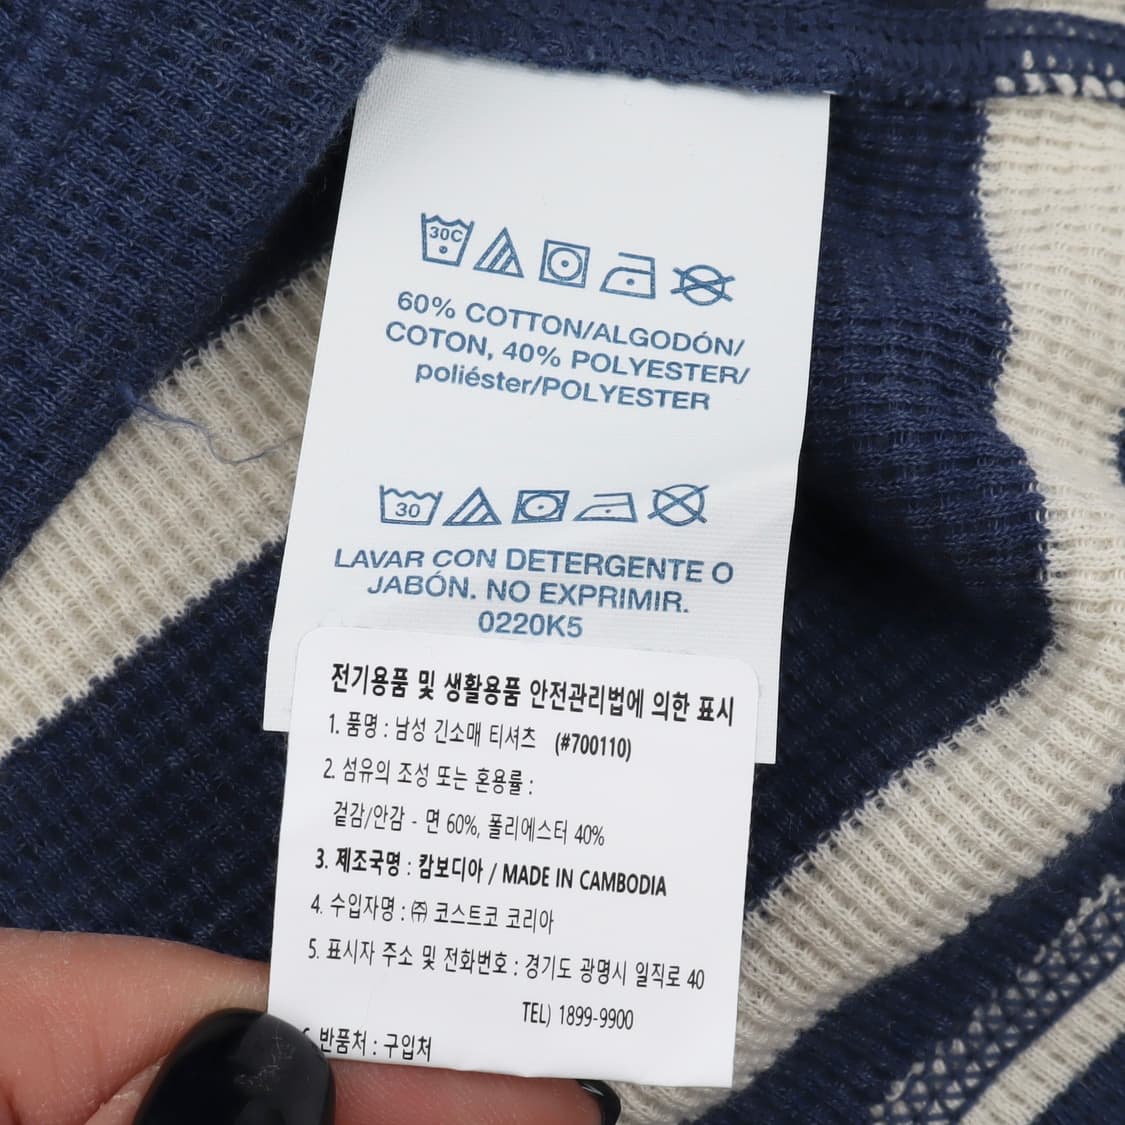 30C
60% COTTON/ALGODÓN/
COTON, 40% POLYESTER/
poliéster/POLYESTER
30
LAVAR CON DETERGENTE O
JABÓN. NO EXPRIMIR.
0220K5
전기용품 및 생활용품 안전관리법에 의한 표시
1. 품명 : 남성 긴소매 티셔츠 (#700110)
2. 섬유의 조성 또는 혼용률 :
겉감/안감 - 면 60%, 폴리에스터 40%
3. 제조국명 : 캄보디아 / MADE IN CAMBODIA
4. 수입자명 : ㈜ 코스트코 코리아
5. 표시자 주소 및 전화번호 : 경기도 광명시 일직로 40
TEL) 1899-9900
6. 반품처 : 구입처